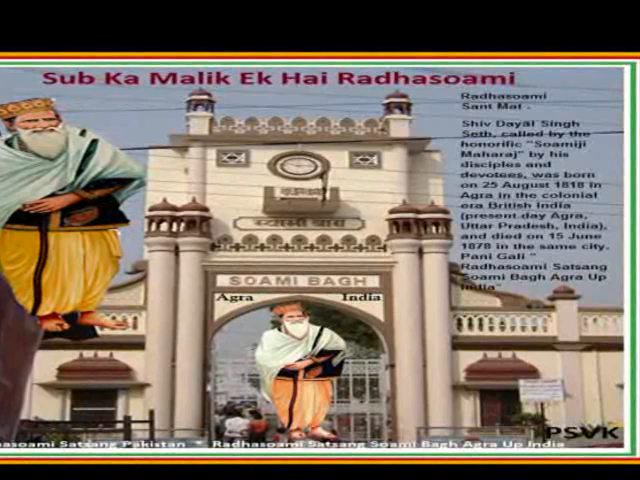 Sub Ka Malik Ek Hai Radhasoami
Radhasoami
Sant Mat .
Shiv Dayāl Singh
Seth, called by the
honorific "Soamiji
Maharaj" by his
disciples and
devotees, was born
on 25 August 1818 in
Agra in the colonial
era British India
(present day Agra,
Uttar Pradesh, India),
and died on 15 June
1878 in the same city.
Pani Gali "
Radhasoami Satsang
Soami Bagh Agra Up
India"
SOAMI BAGH
Agra India
PSVK
Satsang Pakistan * Radhasoami Satsang Soami Bagh Agra Up India